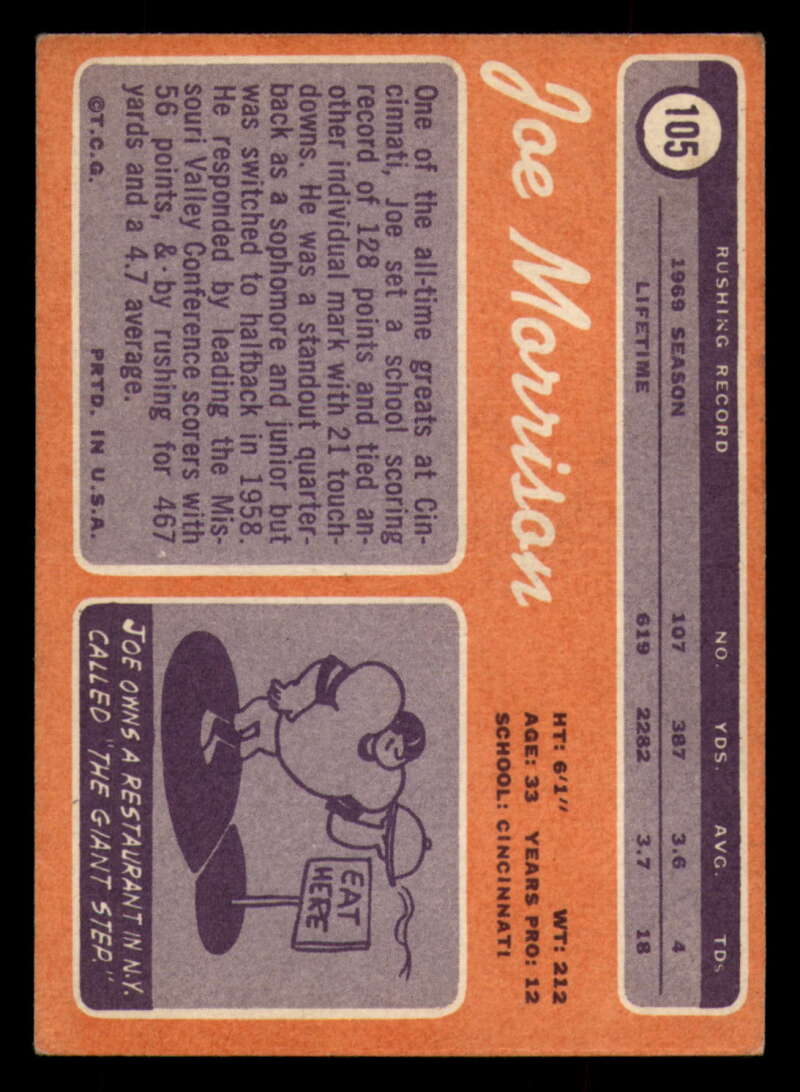 105
RUSHING RECORD NO. YDS. AVG. TDs
1969 SEASON 107 387 3.6 4
LIFETIME 619 2282 3.7 18
Joe Morrison
HT: 6'1" WT: 212
AGE: 33 YEARS PRO: 12
SCHOOL: CINCINNATI
One of the all-time greats at Cin-
cinnati, Joe set a school scoring
record of 128 points and tied an-
other individual mark with 21 touch-
downs. He was a standout quarter-
back as a sophomore and junior but
was switched to halfback in 1958.
He responded by leading the Mis-
souri Valley Conference scorers with
56 points, & by rushing for 467
yards and a 4.7 average.
©T.C.G. PRTD. IN U.S.A.
EAT
HERE
JOE OWNS A RESTAURANT IN N.Y.
CALLED "THE GIANT STEP."